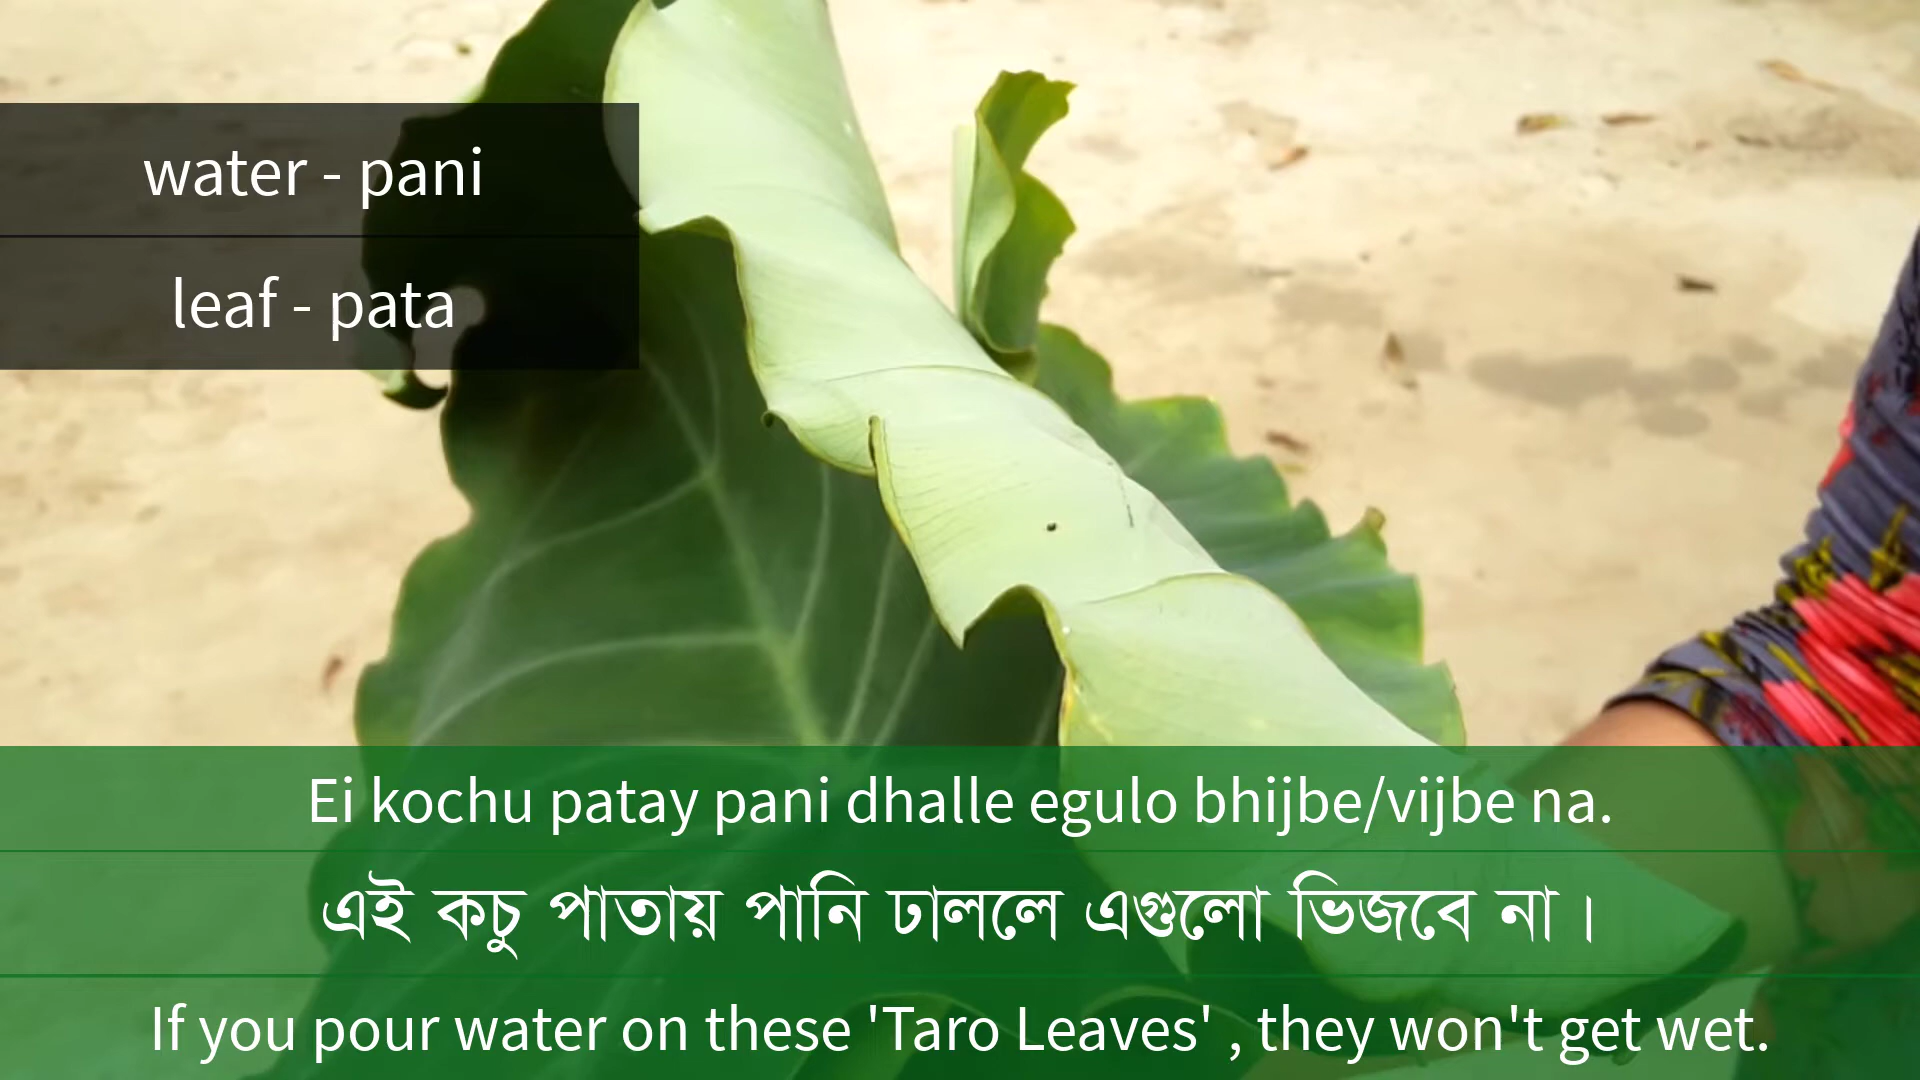 water - pani
leaf - pata
Ei kochu patay pani dhalle egulo bhijbe/vijbe na.
এই কচু পাতায় পানি ঢাললে এগুলো ভিজবে না।
If you pour water on these 'Taro Leaves' , they won't get wet.